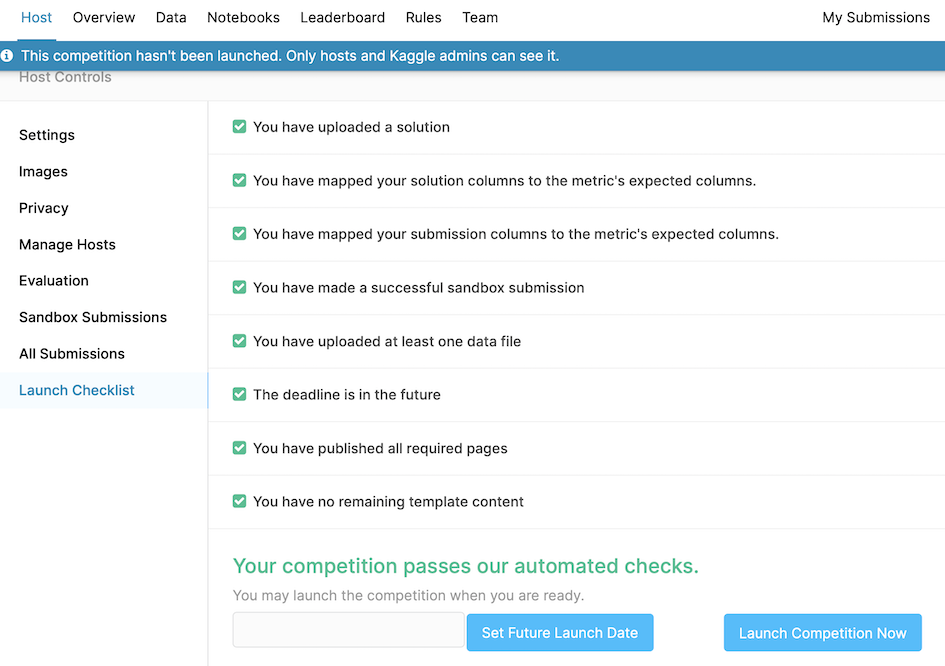 Host Overview Data Notebooks Leaderboard Rules Team My Submissions
This competition hasn't been launched. Only hosts and Kaggle admins can see it.
Host Controls
Settings
Images
Privacy
Manage Hosts
Evaluation
Sandbox Submissions
All Submissions
Launch Checklist
You have uploaded a solution
You have mapped your solution columns to the metric's expected columns.
You have mapped your submission columns to the metric's expected columns.
You have made a successful sandbox submission
You have uploaded at least one data file
The deadline is in the future
You have published all required pages
You have no remaining template content
Your competition passes our automated checks.
You may launch the competition when you are ready.
Set Future Launch Date Launch Competition Now